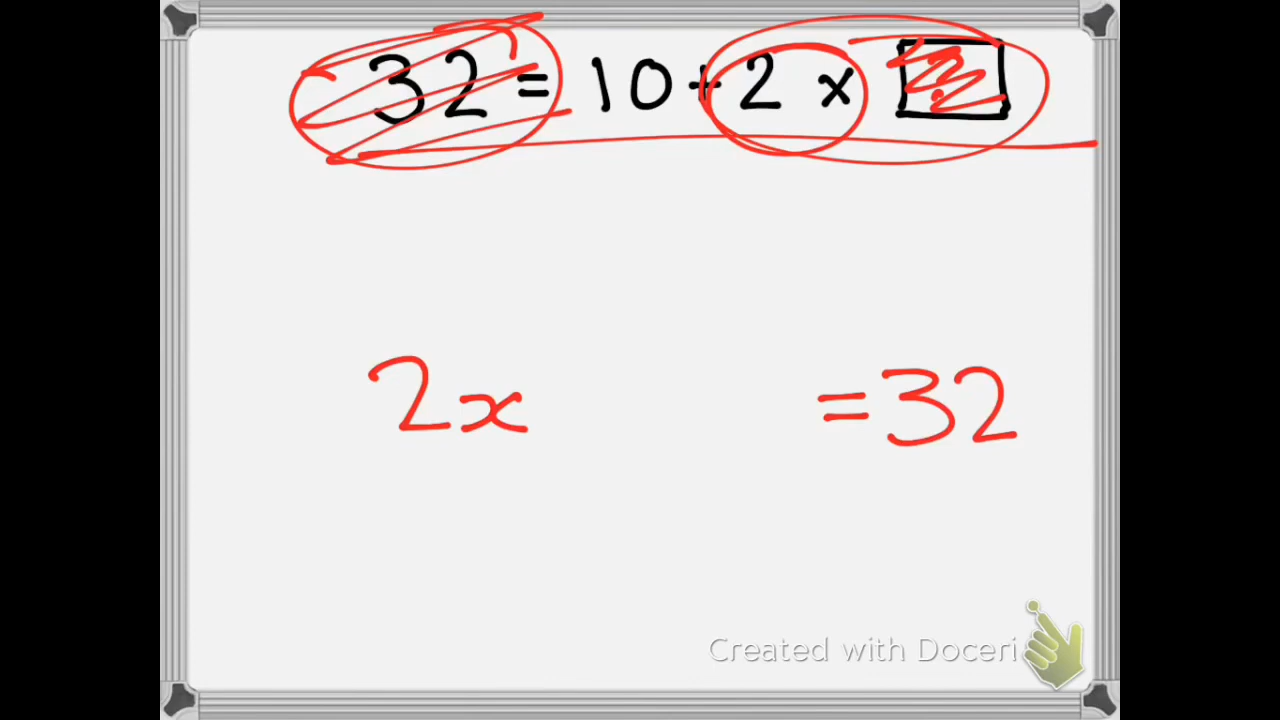 32 = 10 + 2 x
2x = 32
Created with Doceri